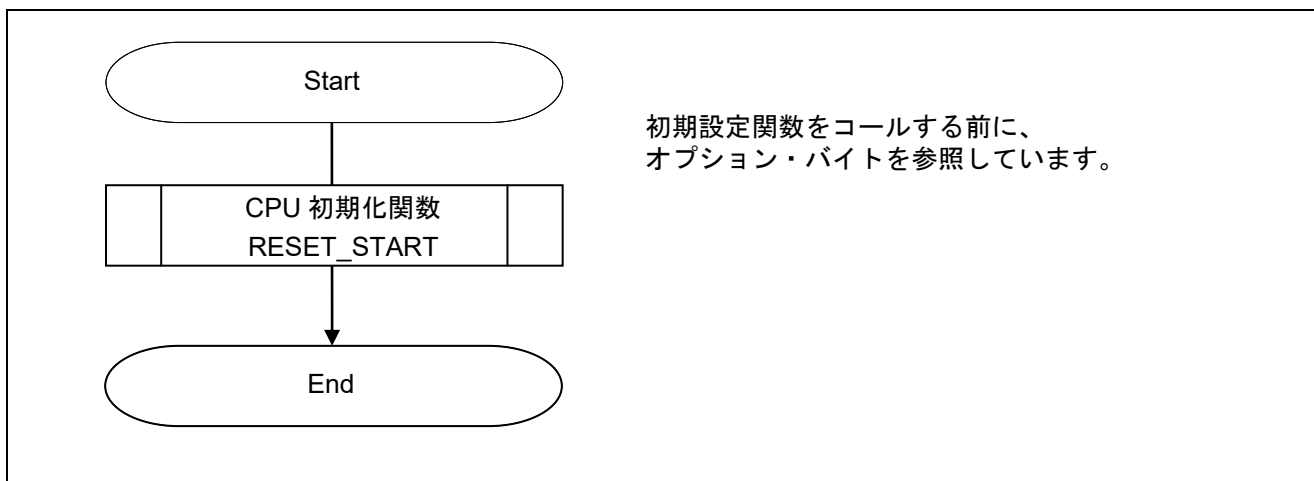 Start
初期設定関数をコールする前に、
オプション・バイトを参照しています。
CPU 初期化関数
RESET_START
End